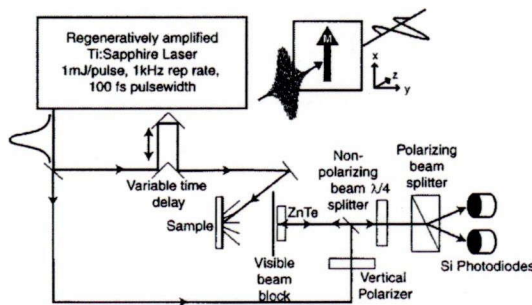 Regeneratively amplified
Ti:Sapphire Laser
1mJ/pulse, 1kHz rep rate,
100 fs pulsewidth
M
x
z
y
Variable time
delay
Sample
Visible
beam
block
ZnTe
Non-
polarizing
beam
splitter
λ/4
Polarizing
beam
splitter
Vertical
Polarizer
Si Photodiodes